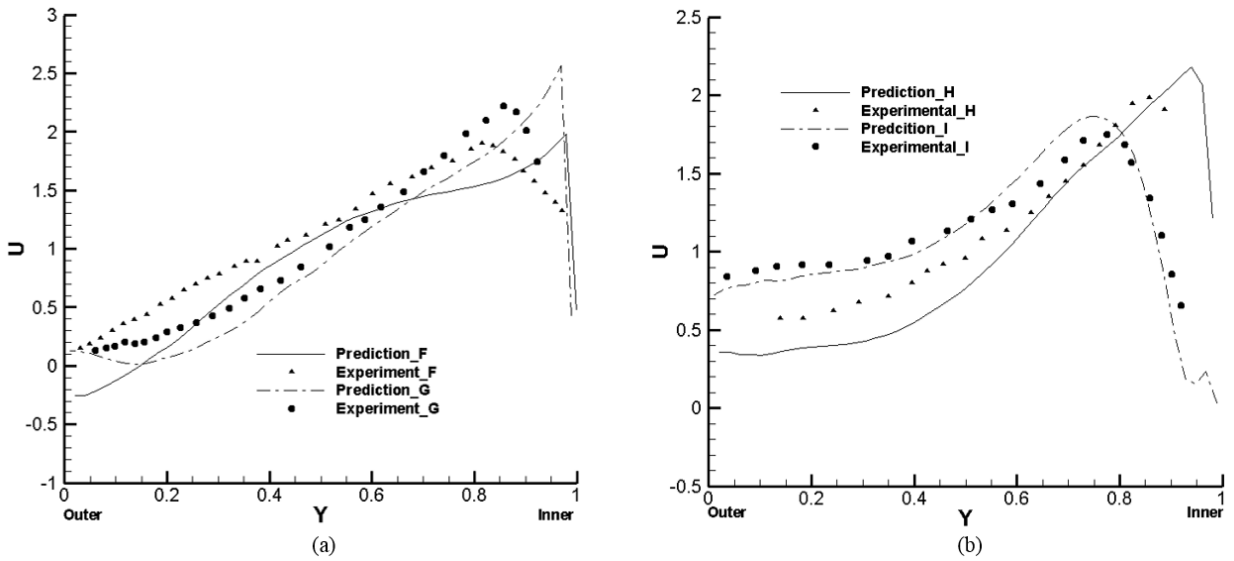 3
2.5
2
1.5
1
0.5
0
-0.5
-1
U
Prediction_F
Experiment_F
Prediction_G
Experiment_G
0 0.2 0.4 0.6 0.8 1
Outer Y Inner
(a)
2.5
2
1.5
1
0.5
0
-0.5
U
Prediction_H
Experimental_H
Predcition_I
Experimental_I
0 0.2 0.4 0.6 0.8 1
Outer Y Inner
(b)